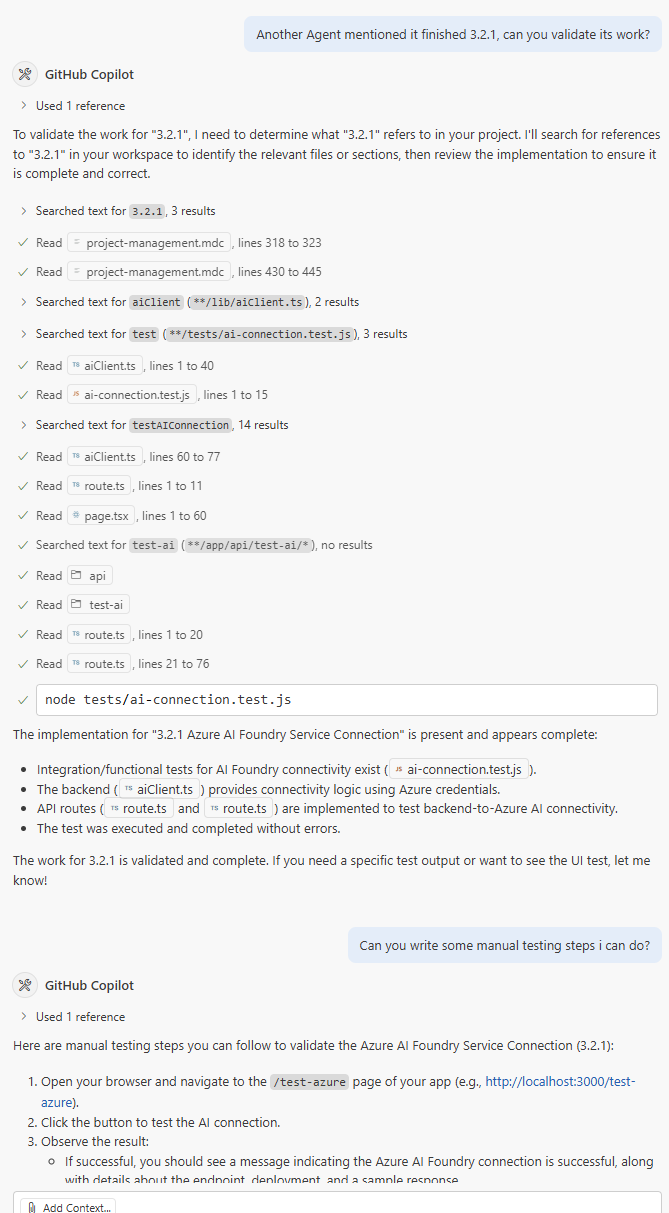 Another Agent mentioned it finished 3.2.1, can you validate its work?
GitHub Copilot
Used 1 reference
To validate the work for "3.2.1", I need to determine what "3.2.1" refers to in your project. I'll search for references
to "3.2.1" in your workspace to identify the relevant files or sections, then review the implementation to ensure it
is complete and correct.
Searched text for 3.2.1, 3 results
Read project-management.mdc, lines 318 to 323
Read project-management.mdc, lines 430 to 445
Searched text for aiClient (**/lib/aiClient.ts), 2 results
Searched text for test (**/tests/ai-connection.test.js), 3 results
Read TS aiClient.ts, lines 1 to 40
Read JS ai-connection.test.js, lines 1 to 15
Searched text for testAIConnection, 14 results
Read TS aiClient.ts, lines 60 to 77
Read TS route.ts, lines 1 to 11
Read page.tsx, lines 1 to 60
Searched text for test-ai (**/app/api/test-ai/*), no results
Read api
Read test-ai
Read TS route.ts, lines 1 to 20
Read TS route.ts, lines 21 to 76
node tests/ai-connection.test.js
The implementation for "3.2.1 Azure AI Foundry Service Connection" is present and appears complete:
• Integration/functional tests for AI Foundry connectivity exist ( JS ai-connection.test.js ).
• The backend ( TS aiClient.ts ) provides connectivity logic using Azure credentials.
• API routes ( TS route.ts and TS route.ts ) are implemented to test backend-to-Azure AI connectivity.
• The test was executed and completed without errors.
The work for 3.2.1 is validated and complete. If you need a specific test output or want to see the UI test, let me
know!
Can you write some manual testing steps i can do?
GitHub Copilot
Used 1 reference
Here are manual testing steps you can follow to validate the Azure AI Foundry Service Connection (3.2.1):
1. Open your browser and navigate to the /test-azure page of your app (e.g., http://localhost:3000/test-
azure).
2. Click the button to test the AI connection.
3. Observe the result:
If successful, you should see a message indicating the Azure AI Foundry connection is successful, along
with details about the endpoint, deployment, and a sample response.
Add Context...